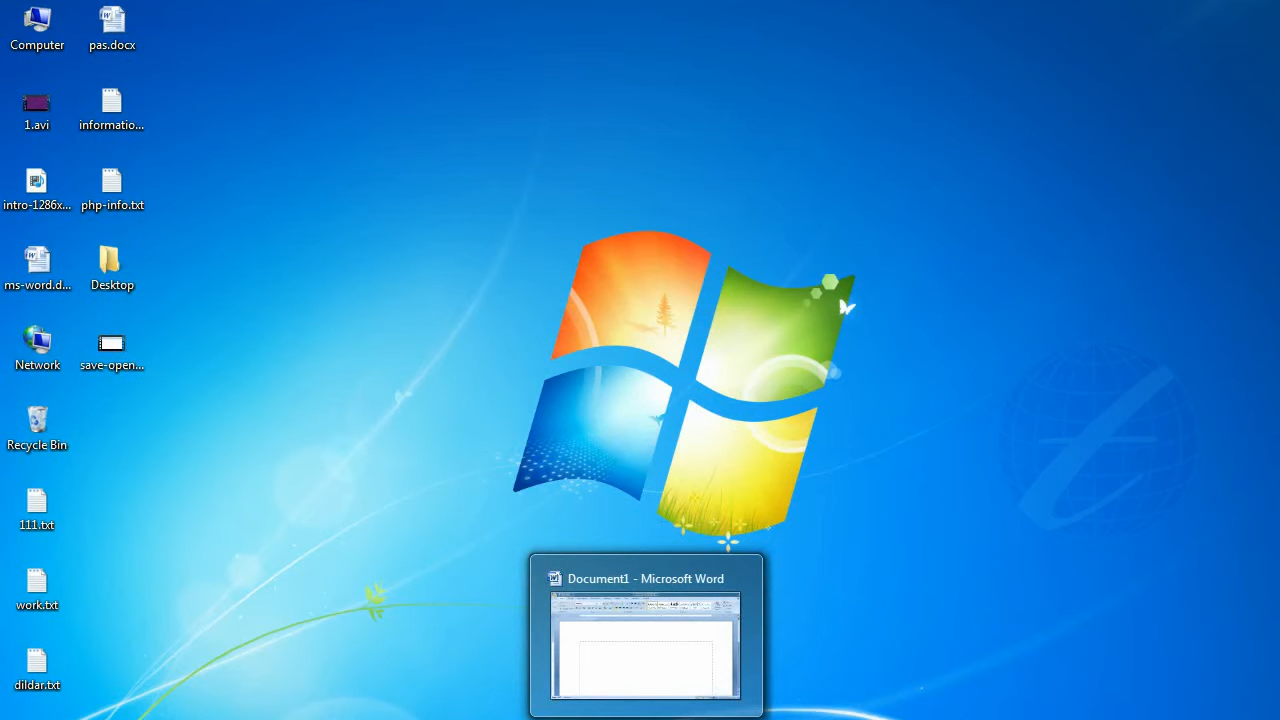 Computer
pas.docx
1.avi
informatio...
intro-1286x...
php-info.txt
ms-word.d...
Desktop
Network
save-open...
Recycle Bin
111.txt
work.txt
dildar.txt
Document1 - Microsoft Word